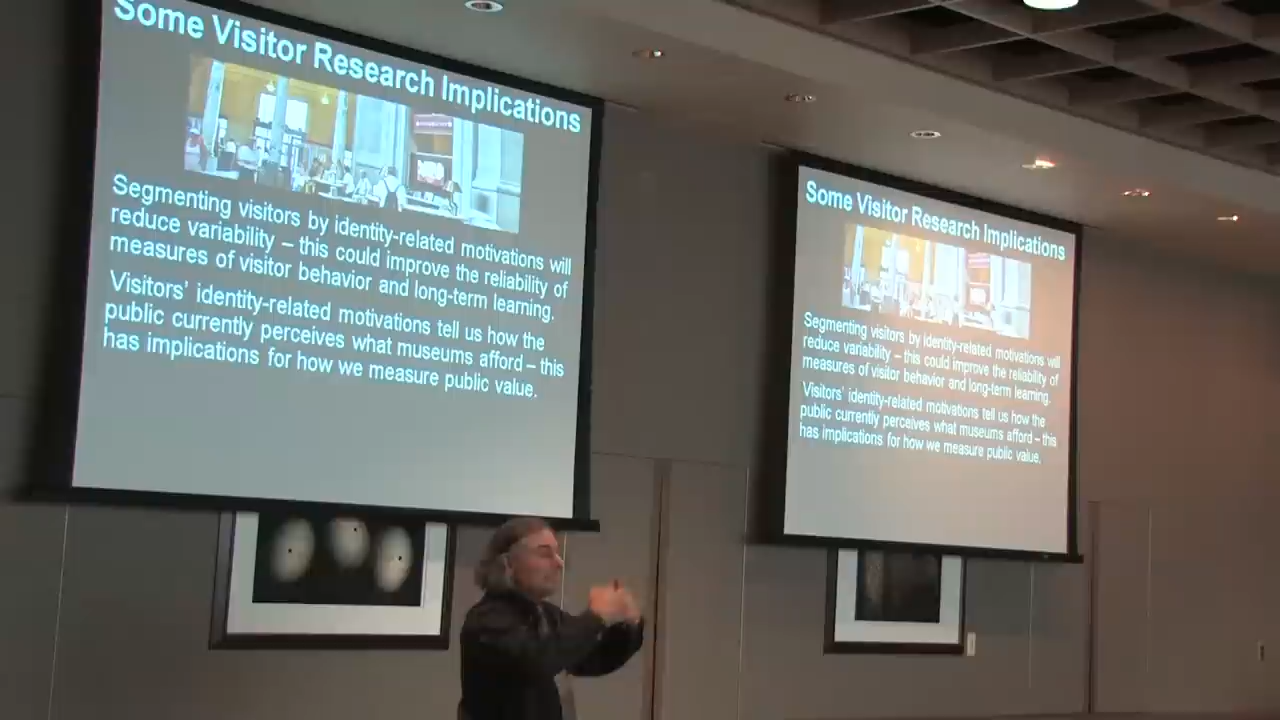 Some Visitor Research Implications
Segmenting visitors by identity-related motivations will
reduce variability – this could improve the reliability of
measures of visitor behavior and long-term learning.
Visitors' identity-related motivations tell us how the
public currently perceives what museums afford – this
has implications for how we measure public value.
Some Visitor Research Implications
Segmenting visitors by identity-related motivations will
reduce variability – this could improve the reliability of
measures of visitor behavior and long-term learning.
Visitors' identity-related motivations tell us how the
public currently perceives what museums afford – this
has implications for how we measure public value.